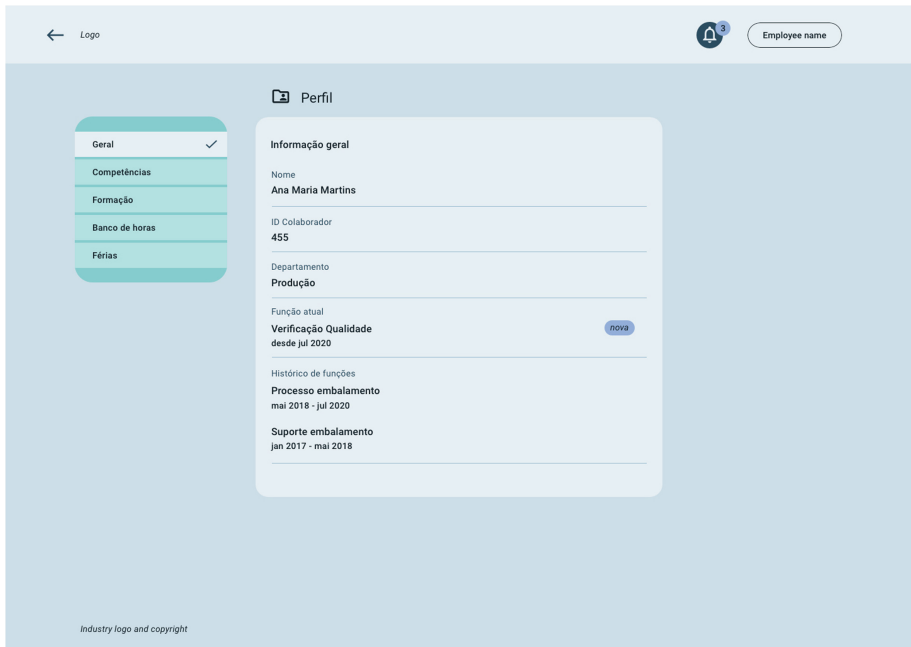 Logo
3
Employee name
Perfil
Geral
Competências
Formação
Banco de horas
Férias
Informação geral
Nome
Ana Maria Martins
ID Colaborador
455
Departamento
Produção
Função atual
Verificação Qualidade
nova
desde jul 2020
Histórico de funções
Processo embalamento
mai 2018 - jul 2020
Suporte embalamento
jan 2017 - mai 2018
Industry logo and copyright